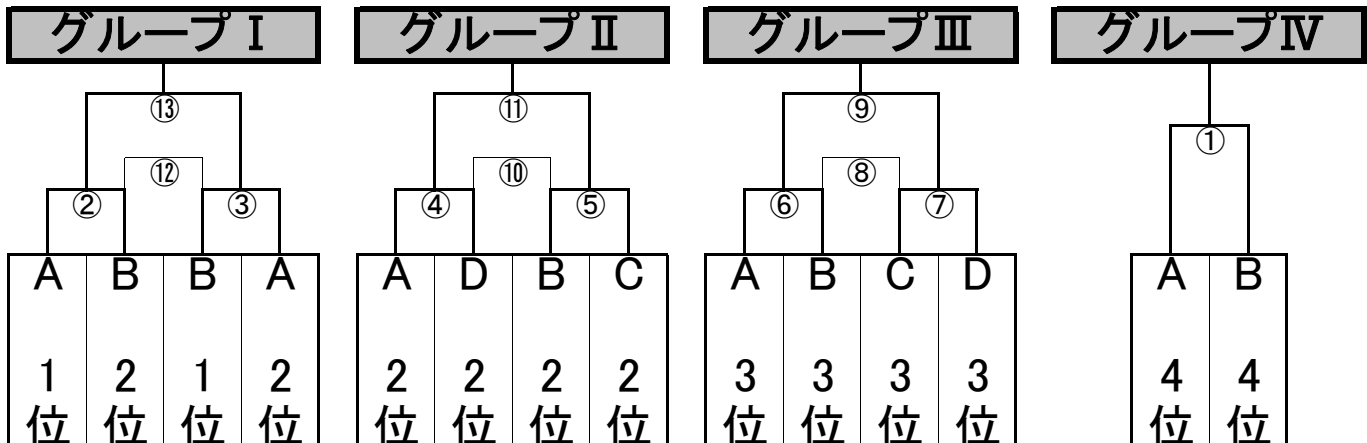 グループⅠ グループⅡ グループⅢ グループⅣ
⑬ ⑪ ⑨
①
⑫ ⑩ ⑧
② ③ ④ ⑤ ⑥ ⑦
A B B A A D B C A B C D A B
1 2 1 2 2 2 2 2 3 3 3 3 4 4
位 位 位 位 位 位 位 位 位 位 位 位 位 位